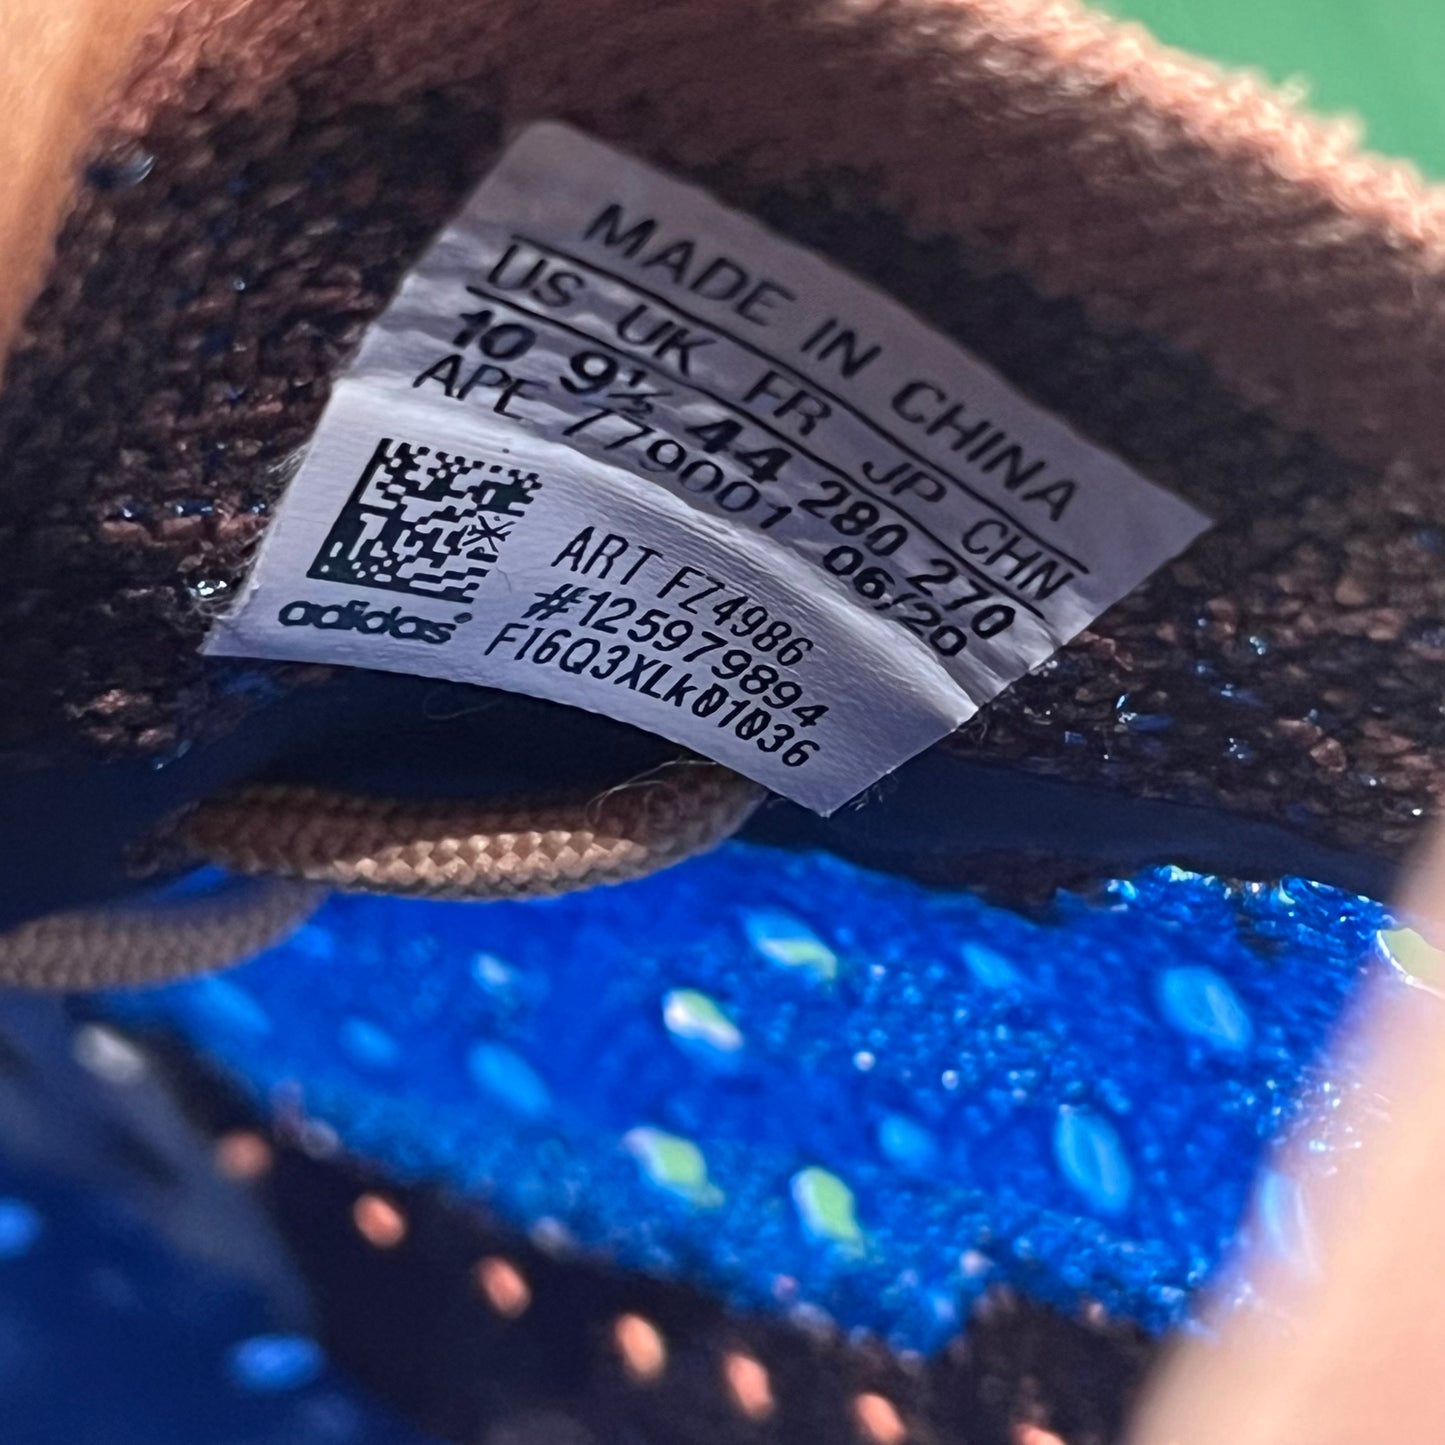 MADE IN CHINA
US UK FR JP CHN
10 9½ 44 280 270
APE 779001 06/20
ART FZ4986
#125979894
FI6Q3XLk01036
adidas